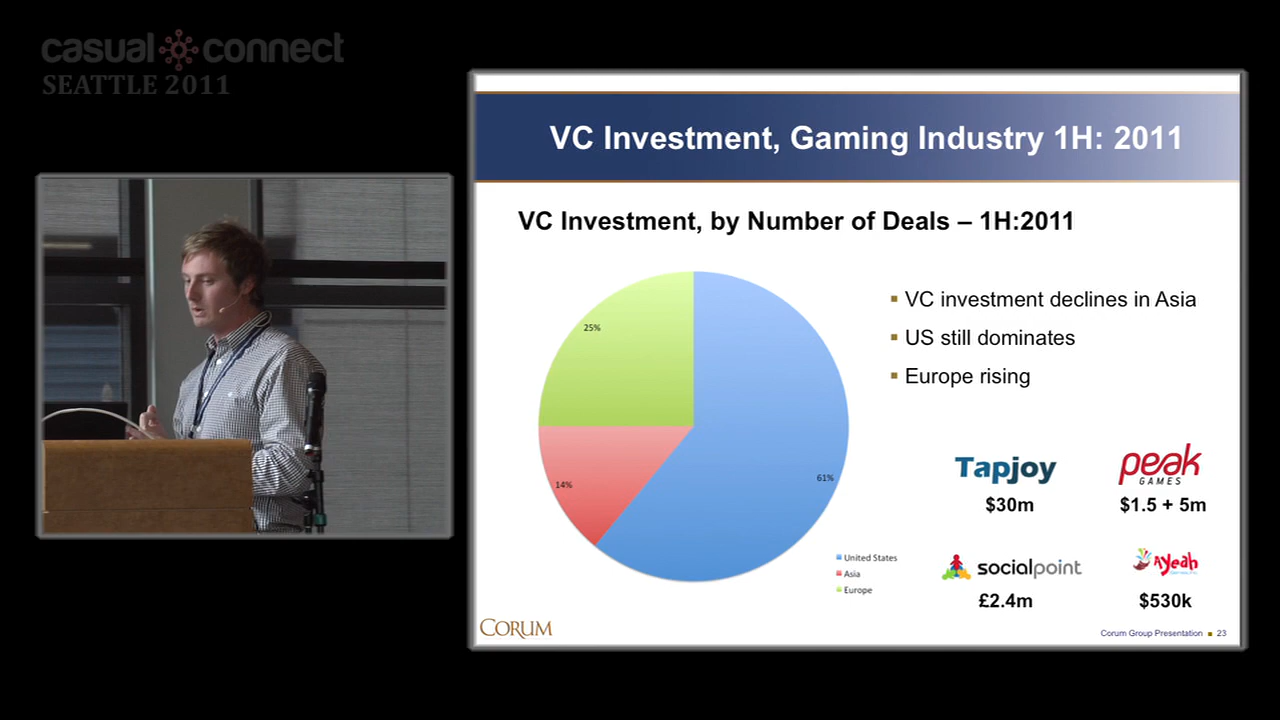 casual connect
SEATTLE 2011
VC Investment, Gaming Industry 1H: 2011
VC Investment, by Number of Deals – 1H:2011
25%
14%
61%
United States
Asia
Europe
▪ VC investment declines in Asia
▪ US still dominates
▪ Europe rising
Tapjoy
$30m
peak
GAMES
$1.5 + 5m
socialpoint
£2.4m
Ayeah
$530k
CORUM
Corum Group Presentation ▪ 23